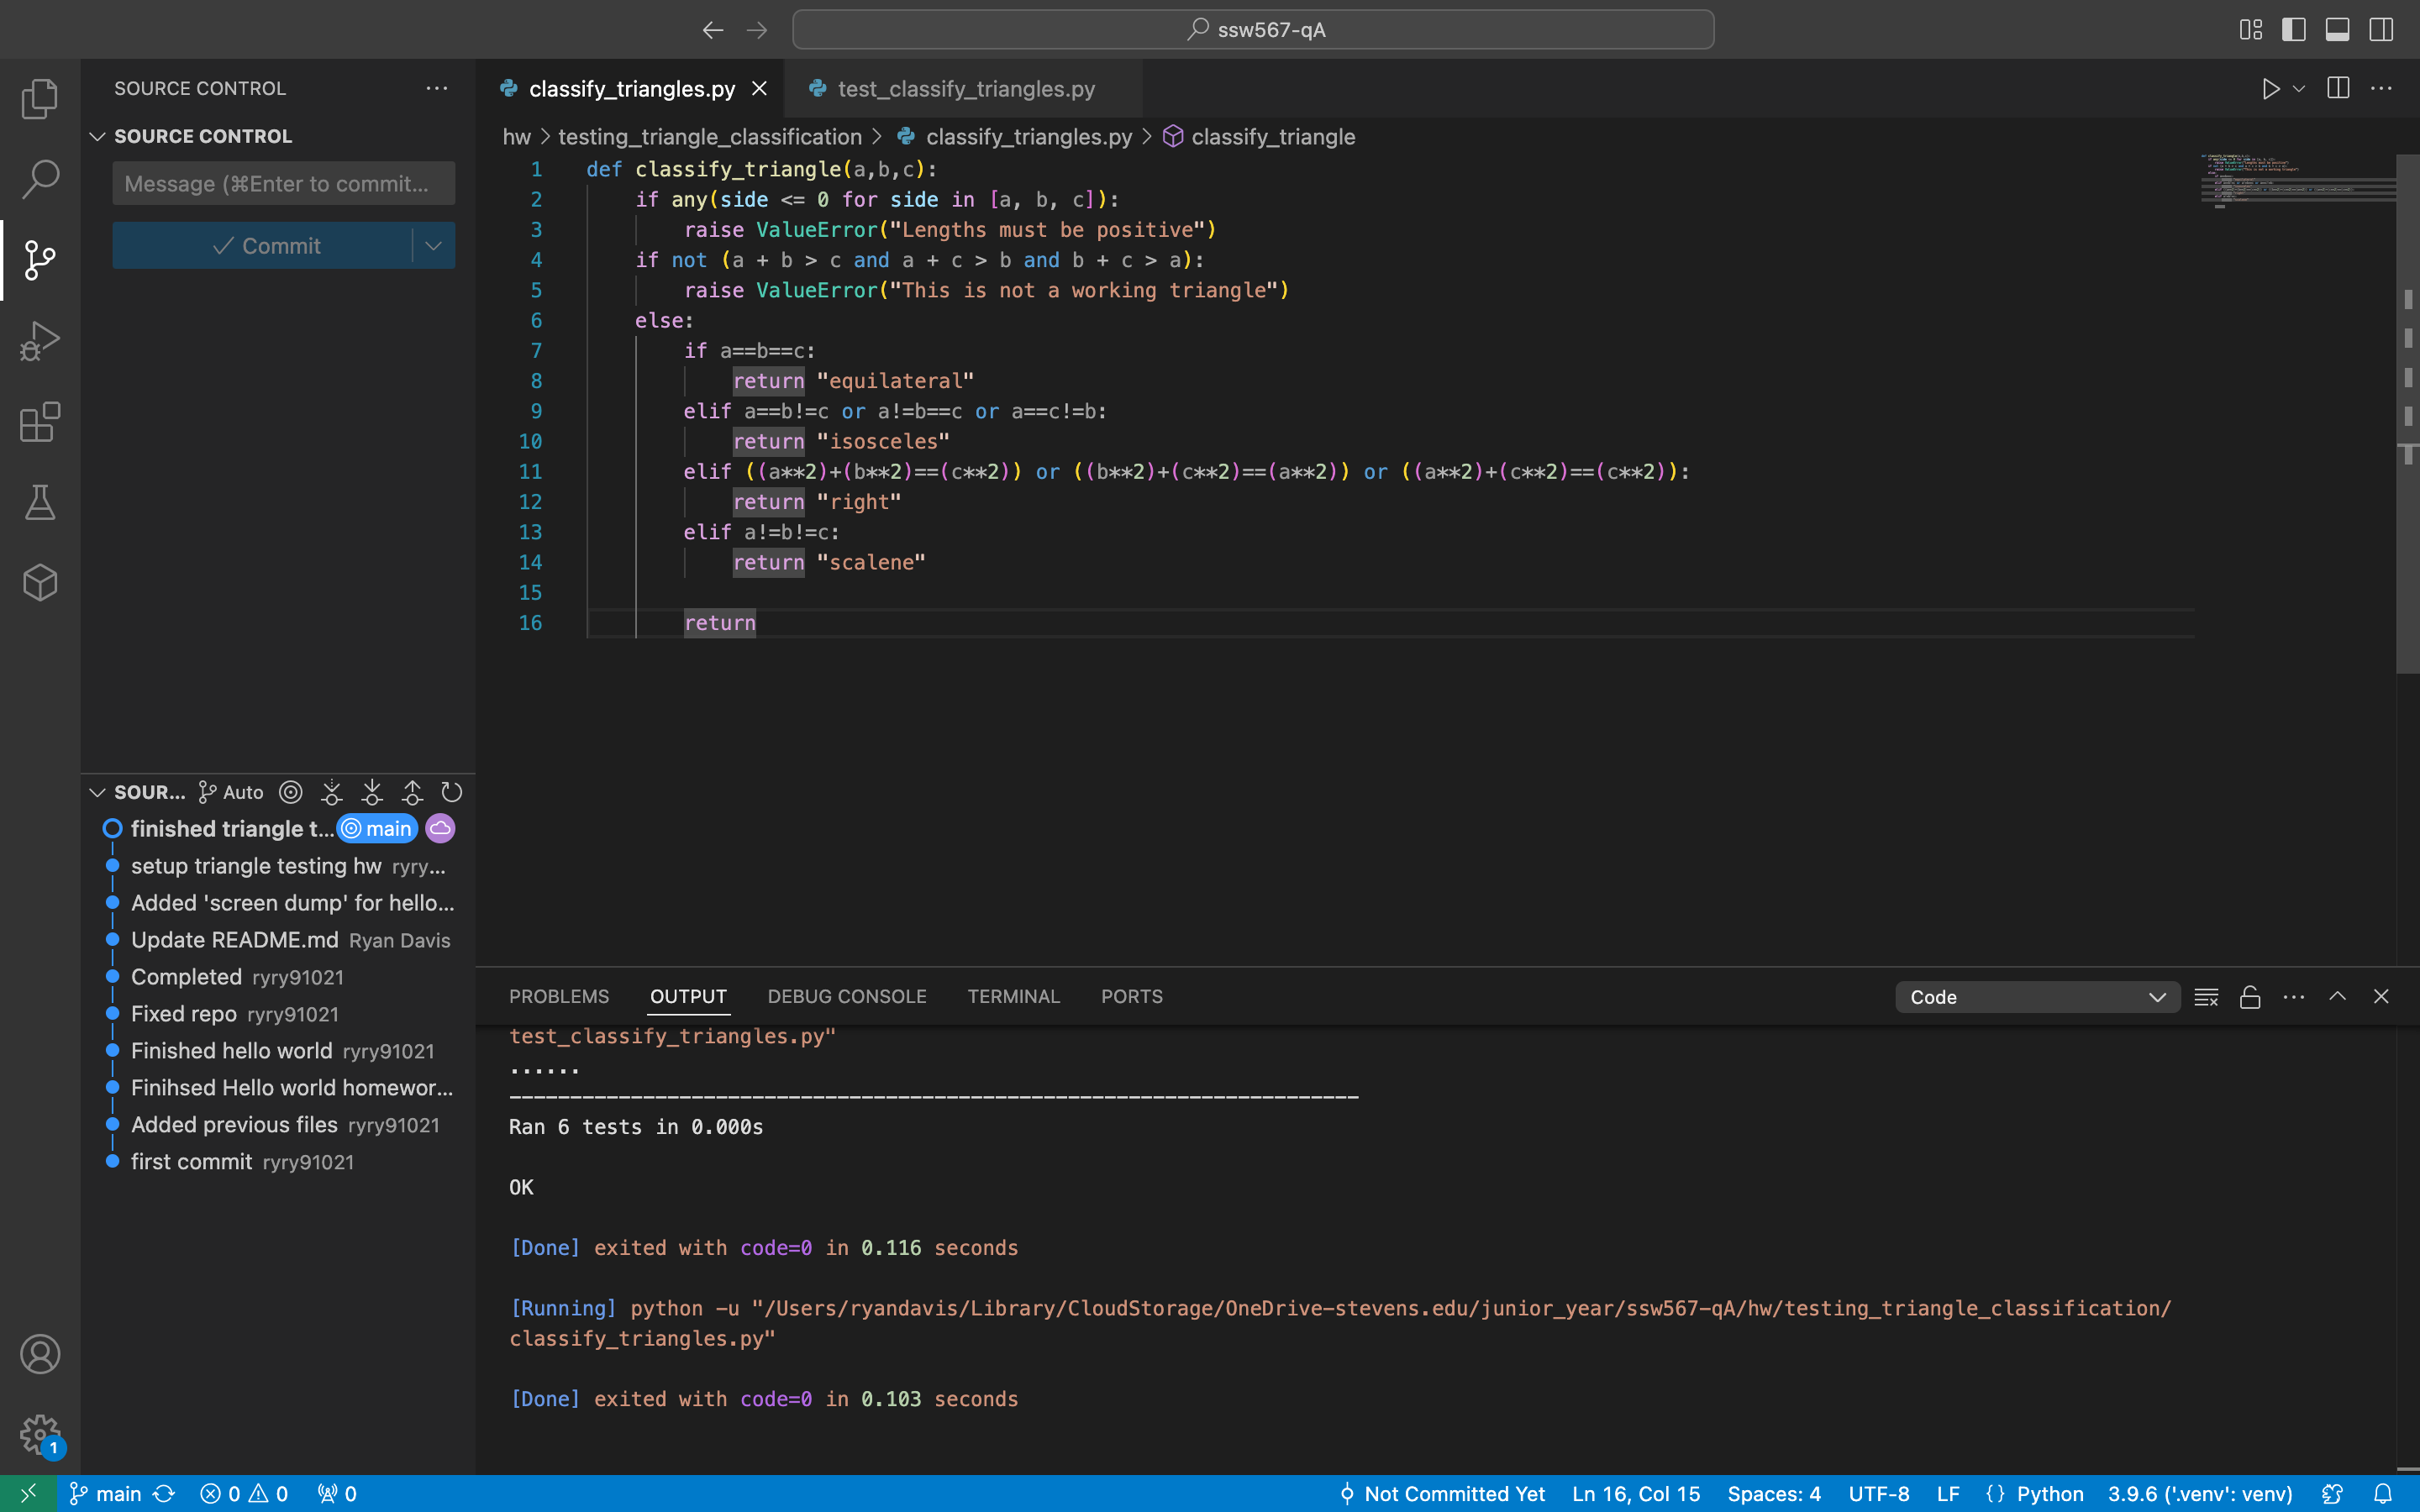 ssw567-qA
SOURCE CONTROL
SOURCE CONTROL
Message (⌘Enter to commit...
Commit
SOUR... Auto
finished triangle t... main
setup triangle testing hw ryry...
Added 'screen dump' for hello...
Update README.md Ryan Davis
Completed ryry91021
Fixed repo ryry91021
Finished hello world ryry91021
Finihsed Hello world homewor...
Added previous files ryry91021
first commit ryry91021
1
classify_triangles.py
test_classify_triangles.py
hw > testing_triangle_classification > classify_triangles.py > classify_triangle
1 def classify_triangle(a,b,c):
2 if any(side <= 0 for side in [a, b, c]):
3 raise ValueError("Lengths must be positive")
4 if not (a + b > c and a + c > b and b + c > a):
5 raise ValueError("This is not a working triangle")
6 else:
7 if a==b==c:
8 return "equilateral"
9 elif a==b!=c or a!=b==c or a==c!=b:
10 return "isosceles"
11 elif ((a**2)+(b**2)==(c**2)) or ((b**2)+(c**2)==(a**2)) or ((a**2)+(c**2)==(c**2)):
12 return "right"
13 elif a!=b!=c:
14 return "scalene"
15
16 return
PROBLEMS OUTPUT DEBUG CONSOLE TERMINAL PORTS Code
test_classify_triangles.py"
......
----------------------------------------------------------------------
Ran 6 tests in 0.000s
OK
[Done] exited with code=0 in 0.116 seconds
[Running] python -u "/Users/ryandavis/Library/CloudStorage/OneDrive-stevens.edu/junior_year/ssw567-qA/hw/testing_triangle_classification/
classify_triangles.py"
[Done] exited with code=0 in 0.103 seconds
main 0 0 0 Not Committed Yet Ln 16, Col 15 Spaces: 4 UTF-8 LF {} Python 3.9.6 ('.venv': venv)